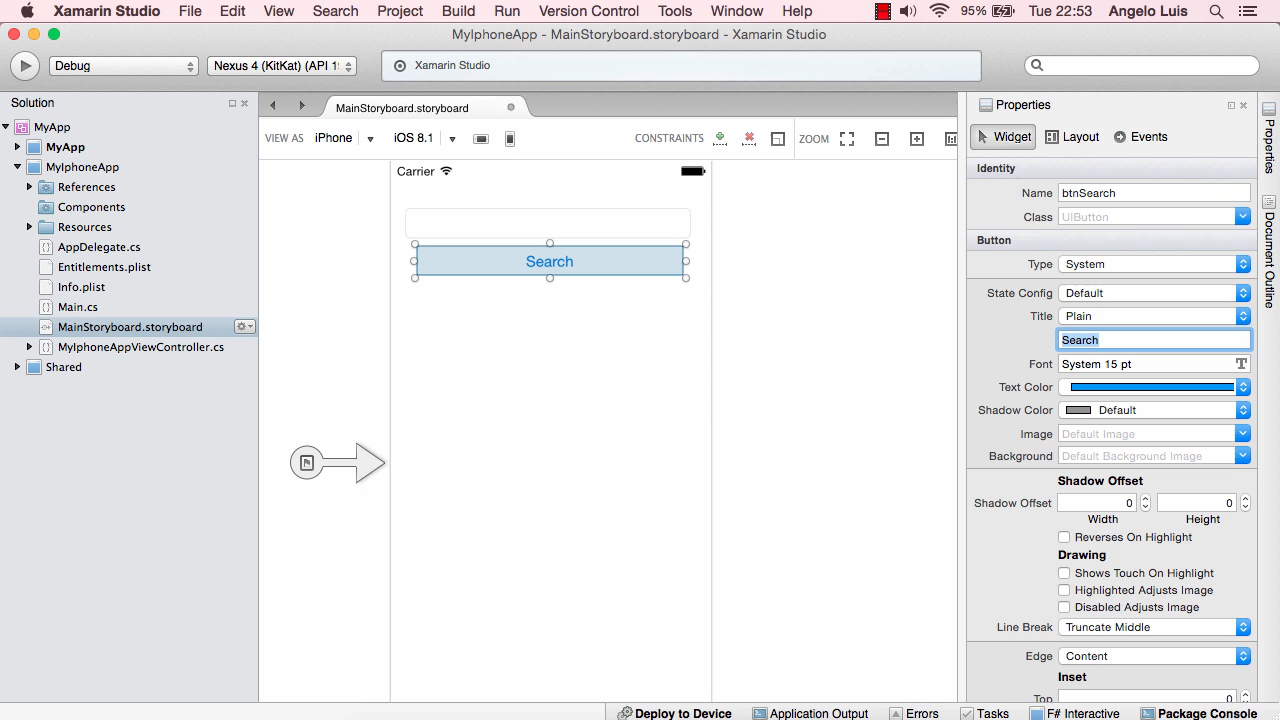 Xamarin Studio File Edit View Search Project Build Run Version Control Tools Window Help 95% Tue 22:53 Angelo Luis
MyIphoneApp - MainStoryboard.storyboard - Xamarin Studio
Debug Nexus 4 (KitKat) (API 1 Xamarin Studio
Solution
MyApp
MyApp
MyIphoneApp
References
Components
Resources
AppDelegate.cs
Entitlements.plist
Info.plist
Main.cs
MainStoryboard.storyboard
MyIphoneAppViewController.cs
Shared
MainStoryboard.storyboard
VIEW AS iPhone iOS 8.1 CONSTRAINTS ZOOM
Carrier
Search
Properties
Widget Layout Events
Identity
Name btnSearch
Class UIButton
Button
Type System
State Config Default
Title Plain
Search
Font System 15 pt
Text Color
Shadow Color Default
Image Default Image
Background Default Background Image
Shadow Offset
Shadow Offset 0 0
Width Height
Reverses On Highlight
Drawing
Shows Touch On Highlight
Highlighted Adjusts Image
Disabled Adjusts Image
Line Break Truncate Middle
Edge Content
Inset
Top 0
Properties
Document Outline
Deploy to Device Application Output Errors Tasks F# Interactive Package Console